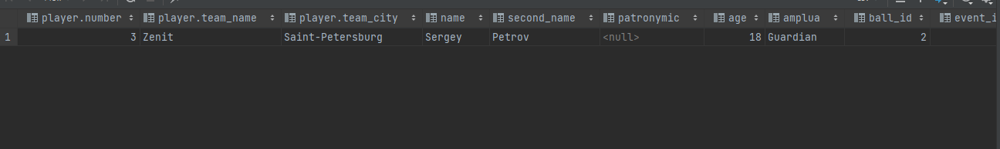 player.number player.team_name player.team_city name second_name patronymic age amplua ball_id event_i
1 3 Zenit Saint-Petersburg Sergey Petrov <null> 18 Guardian 2